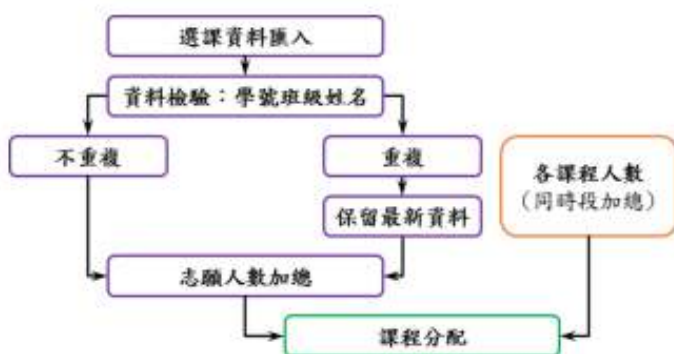 選課資料匯入
資料檢驗：學號班級姓名
不重複
重複
各課程人數
（同時段加總）
保留最新資料
志願人數加總
課程分配